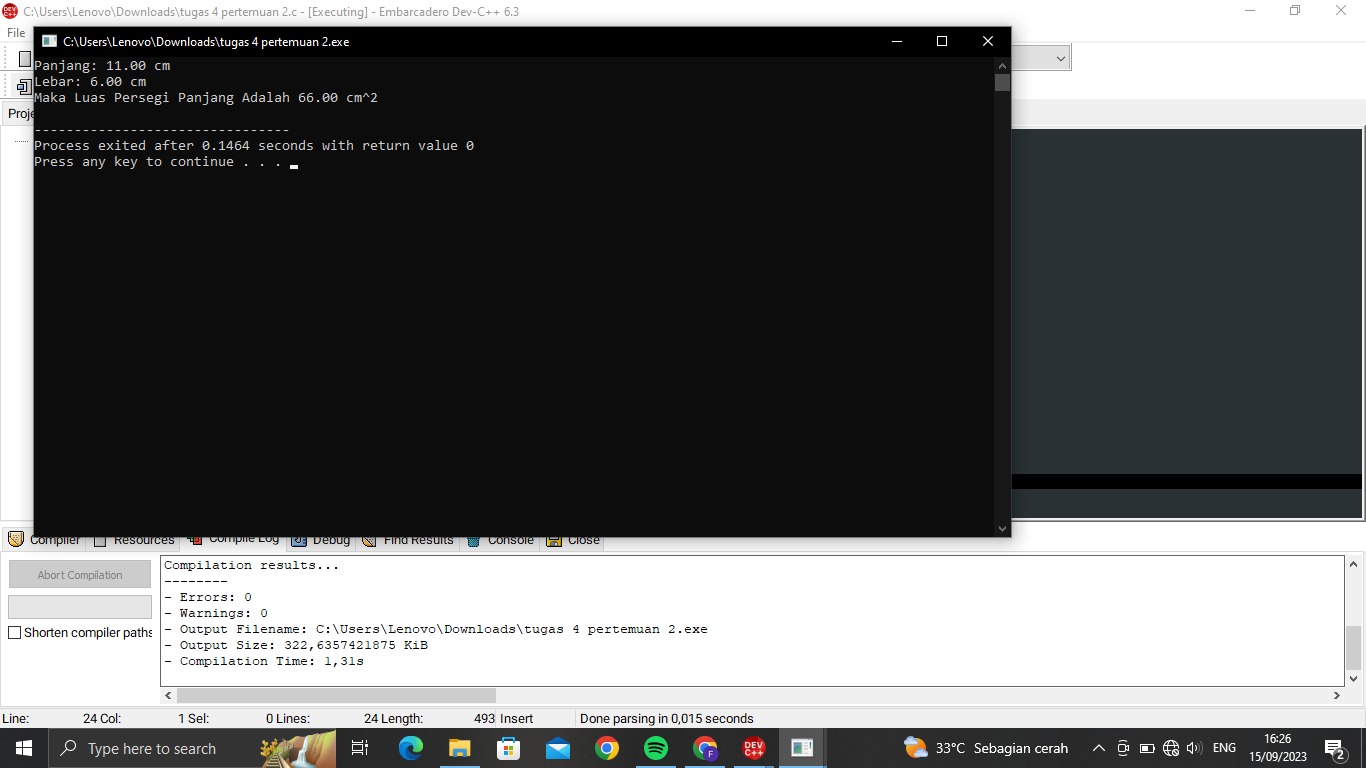 C:\Users\Lenovo\Downloads\tugas 4 pertemuan 2.c - [Executing] - Embarcadero Dev-C++ 6.3
File
C:\Users\Lenovo\Downloads\tugas 4 pertemuan 2.exe
Panjang: 11.00 cm
Lebar: 6.00 cm
Maka Luas Persegi Panjang Adalah 66.00 cm^2
--------------------------------
Process exited after 0.1464 seconds with return value 0
Press any key to continue . . .
Proje
Compiler Resources Compile Log Debug Find Results Console Close
Abort Compilation
Shorten compiler paths
Compilation results...
--------
- Errors: 0
- Warnings: 0
- Output Filename: C:\Users\Lenovo\Downloads\tugas 4 pertemuan 2.exe
- Output Size: 322,6357421875 KiB
- Compilation Time: 1,31s
Line: 24 Col: 1 Sel: 0 Lines: 24 Length: 493 Insert Done parsing in 0,015 seconds
Type here to search
DEV C++
33°C Sebagian cerah
ENG
16:26
15/09/2023
2